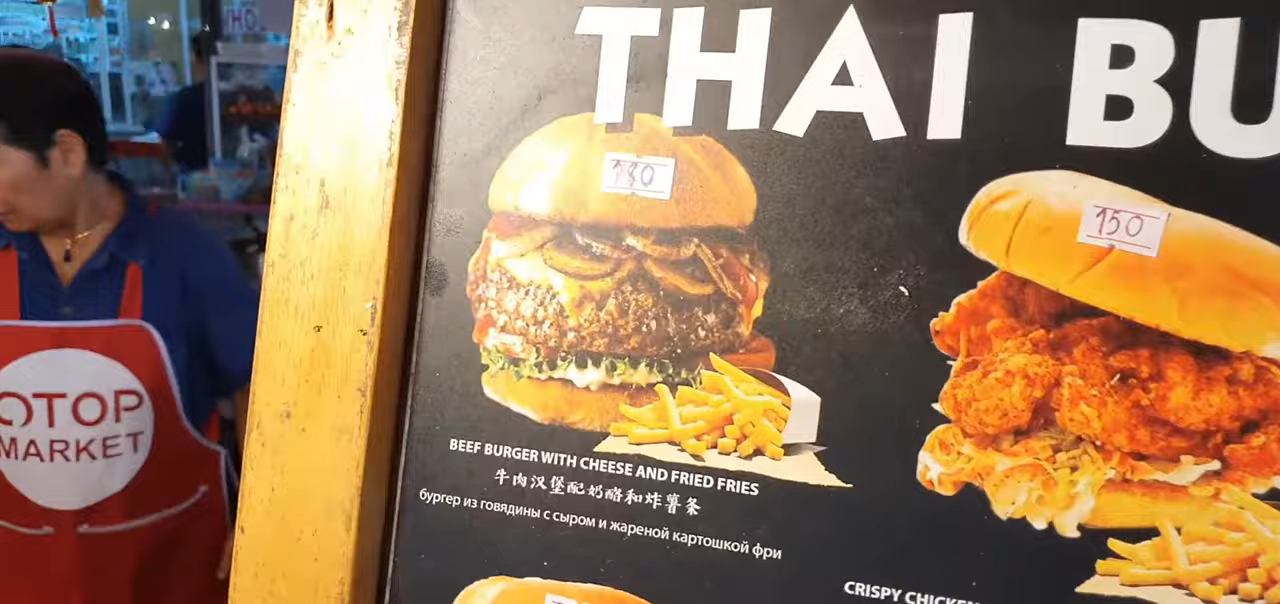 THAI BU
150
BEEF BURGER WITH CHEESE AND FRIED FRIES
牛肉汉堡配奶酪和炸薯条
бургер из говядины с сыром и жареной картошкой фри
CRISPY CHICKEN
OTOP
MARKET